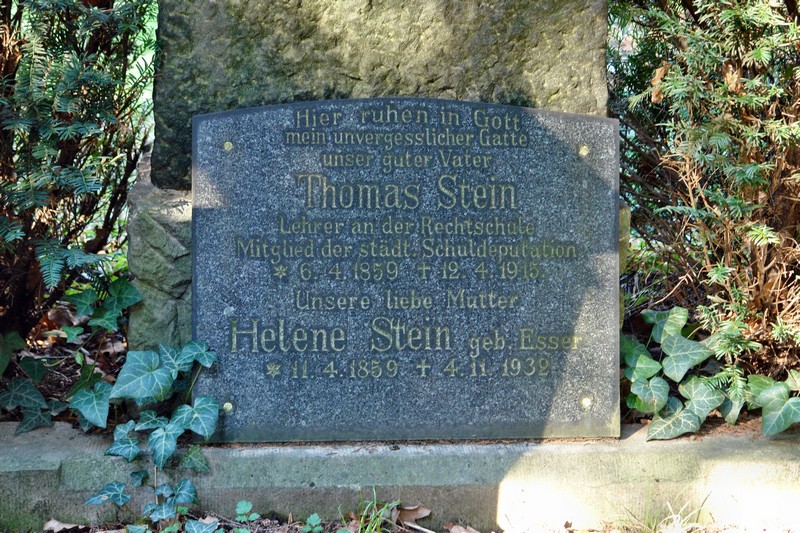 Hier ruhen in Gott
mein unvergesslicher Gatte
unser guter Vater
Thomas Stein
Lehrer an der Rechtschule
Mitglied der städt. Schuldeputation
* 6.4.1859 + 12.4.1915.
Unsere liebe Mutter
Helene Stein geb. Esser
* 11.4.1859 + 4.11.1932